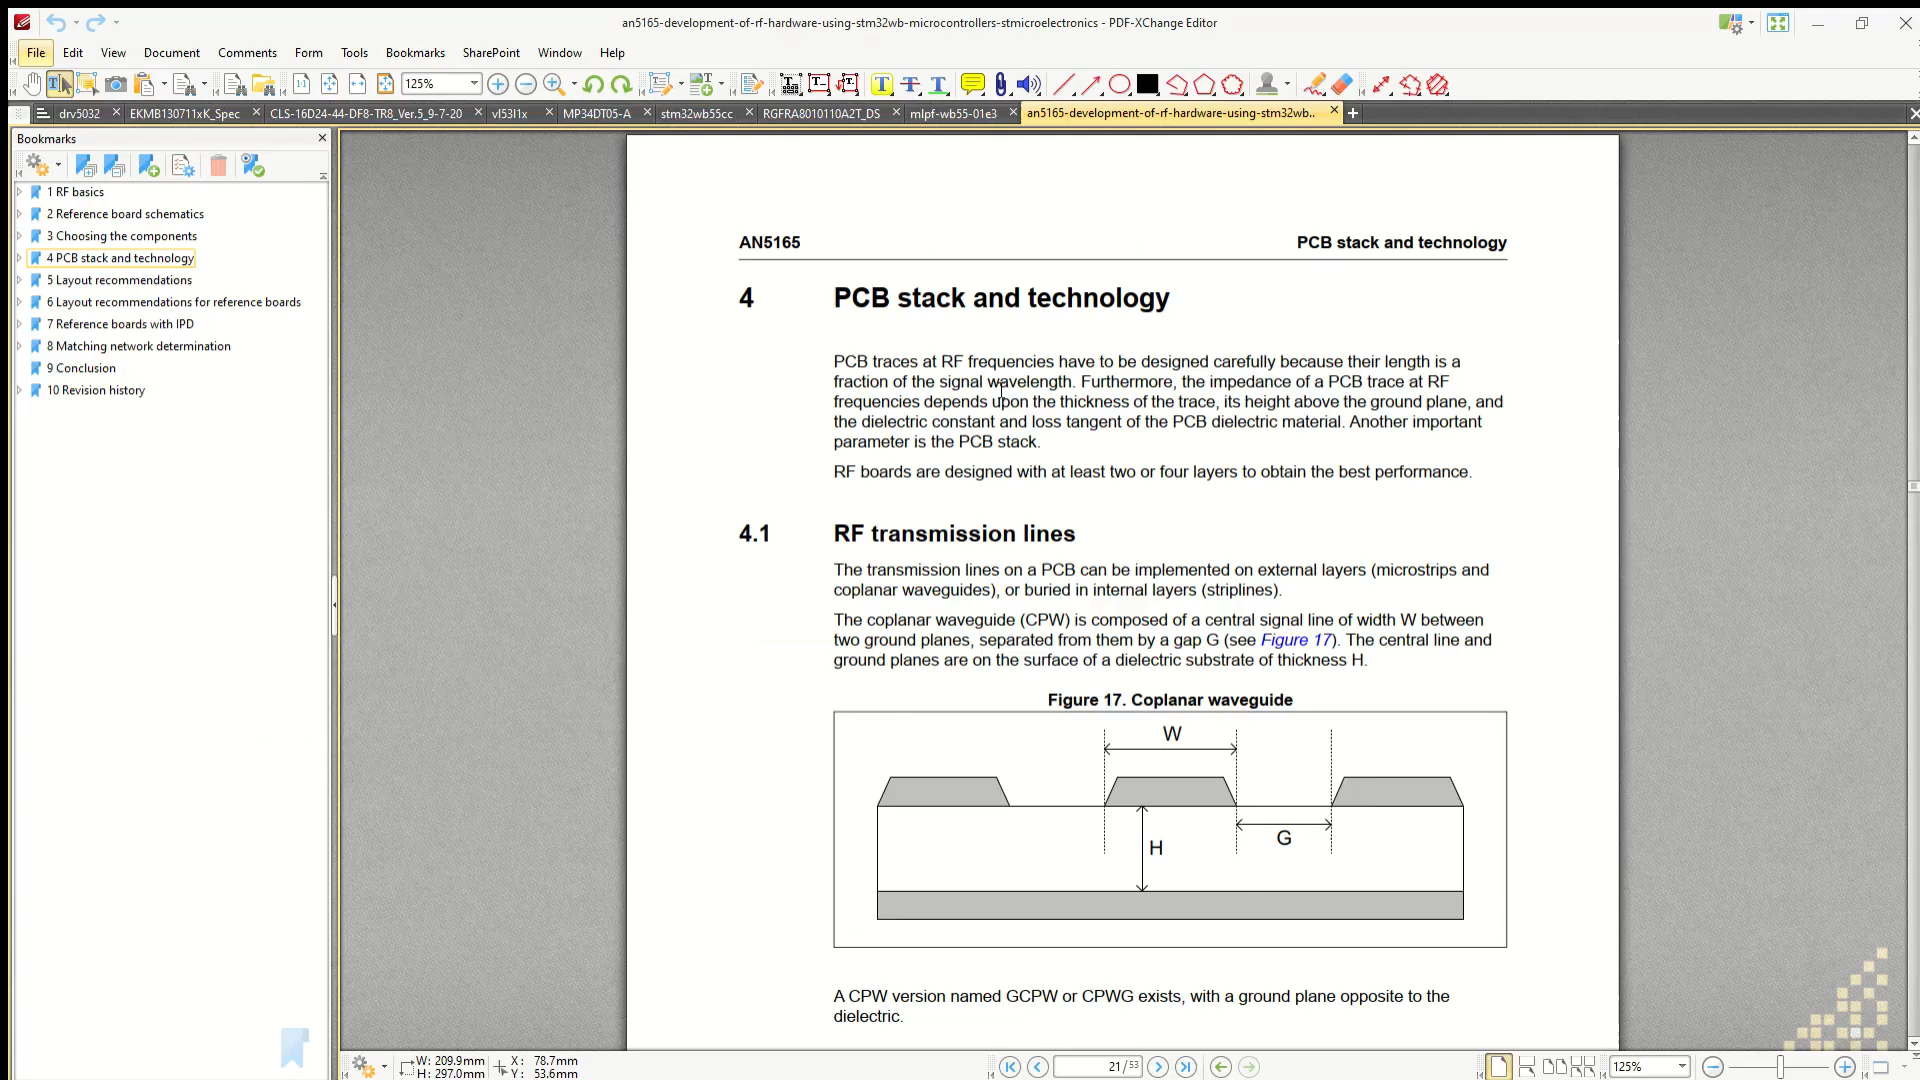 an5165-development-of-rf-hardware-using-stm32wb-microcontrollers-stmicroelectronics - PDF-XChange Editor
File Edit View Document Comments Form Tools Bookmarks SharePoint Window Help
125%
drv5032 EKMB130711xK_Spec CLS-16D24-44-DF8-TR8_Ver.5_9-7-20 vl53l1x MP34DT05-A stm32wb55cc RGFRA8010110A2T_DS mlpf-wb55-01e3 an5165-development-of-rf-hardware-using-stm32wb...
Bookmarks
1 RF basics
2 Reference board schematics
3 Choosing the components
4 PCB stack and technology
5 Layout recommendations
6 Layout recommendations for reference boards
7 Reference boards with IPD
8 Matching network determination
9 Conclusion
10 Revision history
AN5165 PCB stack and technology
4 PCB stack and technology
PCB traces at RF frequencies have to be designed carefully because their length is a
fraction of the signal wavelength. Furthermore, the impedance of a PCB trace at RF
frequencies depends upon the thickness of the trace, its height above the ground plane, and
the dielectric constant and loss tangent of the PCB dielectric material. Another important
parameter is the PCB stack.
RF boards are designed with at least two or four layers to obtain the best performance.
4.1 RF transmission lines
The transmission lines on a PCB can be implemented on external layers (microstrips and
coplanar waveguides), or buried in internal layers (striplines).
The coplanar waveguide (CPW) is composed of a central signal line of width W between
two ground planes, separated from them by a gap G (see Figure 17). The central line and
ground planes are on the surface of a dielectric substrate of thickness H.
Figure 17. Coplanar waveguide
W
G
H
A CPW version named GCPW or CPWG exists, with a ground plane opposite to the
dielectric.
W: 209.9mm X: 78.7mm
H: 297.0mm Y: 53.6mm
21/53
125%